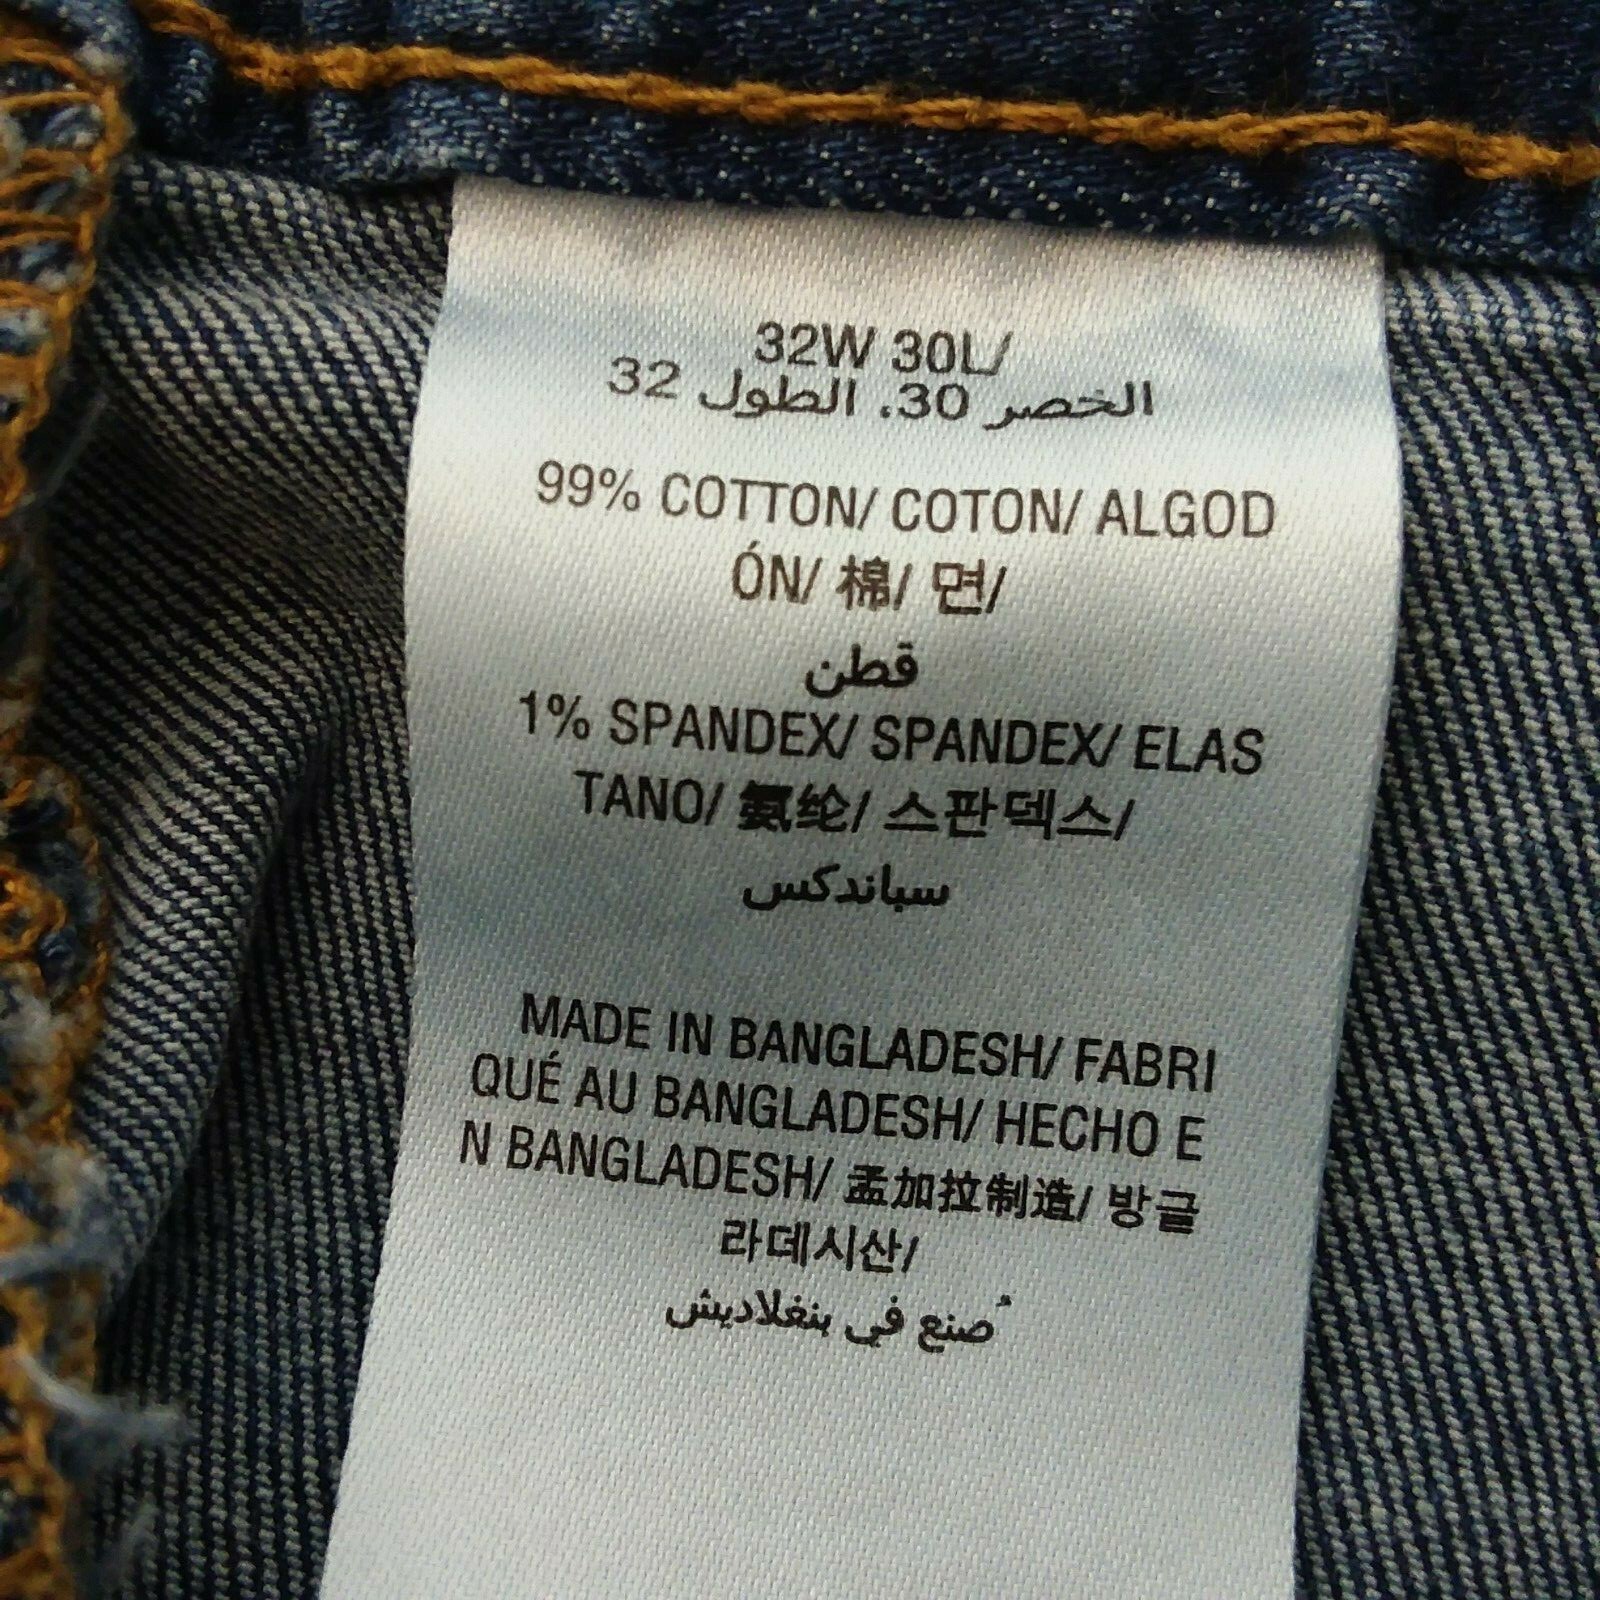 32W 30L/
الخصر 30. الطول 32
99% COTTON/ COTON/ ALGOD
ÓN/ 棉/ 면/
قطن
1% SPANDEX/ SPANDEX/ ELAS
TANO/ 氨纶/ 스판덱스/
سباندكس
MADE IN BANGLADESH/ FABRI
QUÉ AU BANGLADESH/ HECHO E
N BANGLADESH/ 孟加拉制造/ 방글
라데시산/
صُنع في بنغلاديش